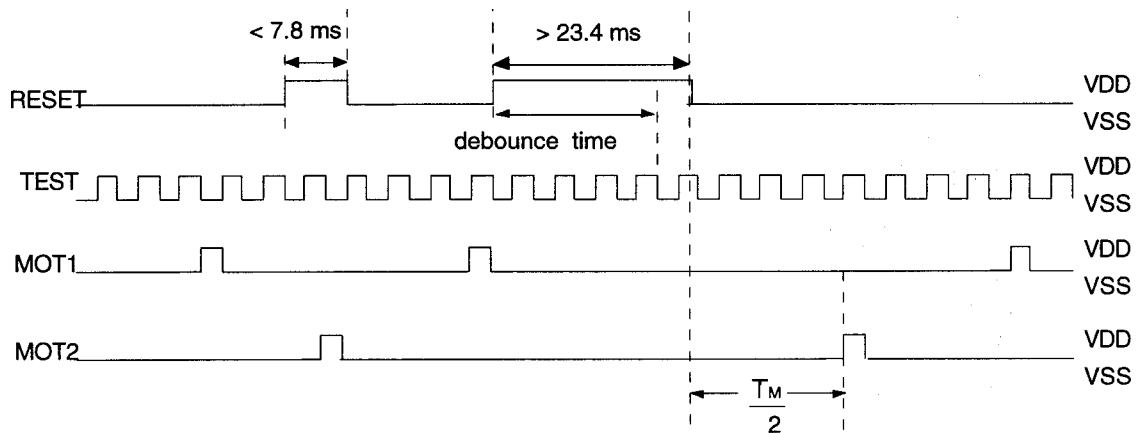 < 7.8 ms
> 23.4 ms
RESET
VDD
VSS
debounce time
TEST
VDD
VSS
MOT1
VDD
VSS
MOT2
VDD
VSS
TM
2